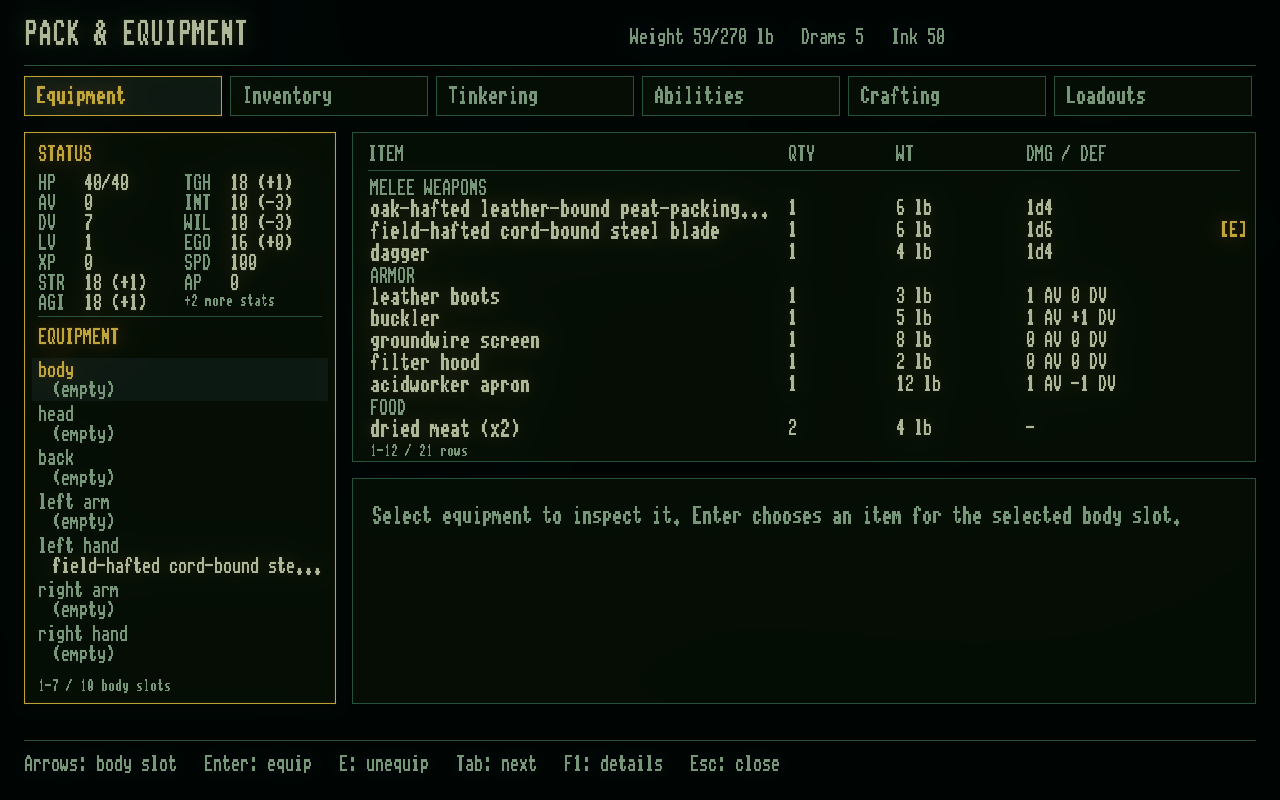 PACK & EQUIPMENT
Weight 59/270 lb   Drams 5   Ink 50
Equipment   Inventory   Tinkering   Abilities   Crafting   Loadouts
STATUS
HP 40/40   TGH 18 (+1)
AV 0   INT 10 (-3)
DV 7   WIL 10 (-3)
LV 1   EGO 16 (+0)
XP 0   SPD 100
STR 18 (+1)   AP 0
AGI 18 (+1)   +2 more stats
EQUIPMENT
body
(empty)
head
(empty)
back
(empty)
left arm
(empty)
left hand
field-hafted cord-bound ste...
right arm
(empty)
right hand
(empty)
1-7 / 10 body slots
ITEM   QTY   WT   DMG / DEF
MELEE WEAPONS
oak-hafted leather-bound peat-packing...   1   6 lb   1d4
field-hafted cord-bound steel blade   1   6 lb   1d6   [E]
dagger   1   4 lb   1d4
ARMOR
leather boots   1   3 lb   1 AV 0 DV
buckler   1   5 lb   1 AV +1 DV
groundwire screen   1   8 lb   0 AV 0 DV
filter hood   1   2 lb   0 AV 0 DV
acidworker apron   1   12 lb   1 AV -1 DV
FOOD
dried meat (x2)   2   4 lb   -
1-12 / 21 rows
Select equipment to inspect it. Enter chooses an item for the selected body slot.
Arrows: body slot   Enter: equip   E: unequip   Tab: next   F1: details   Esc: close